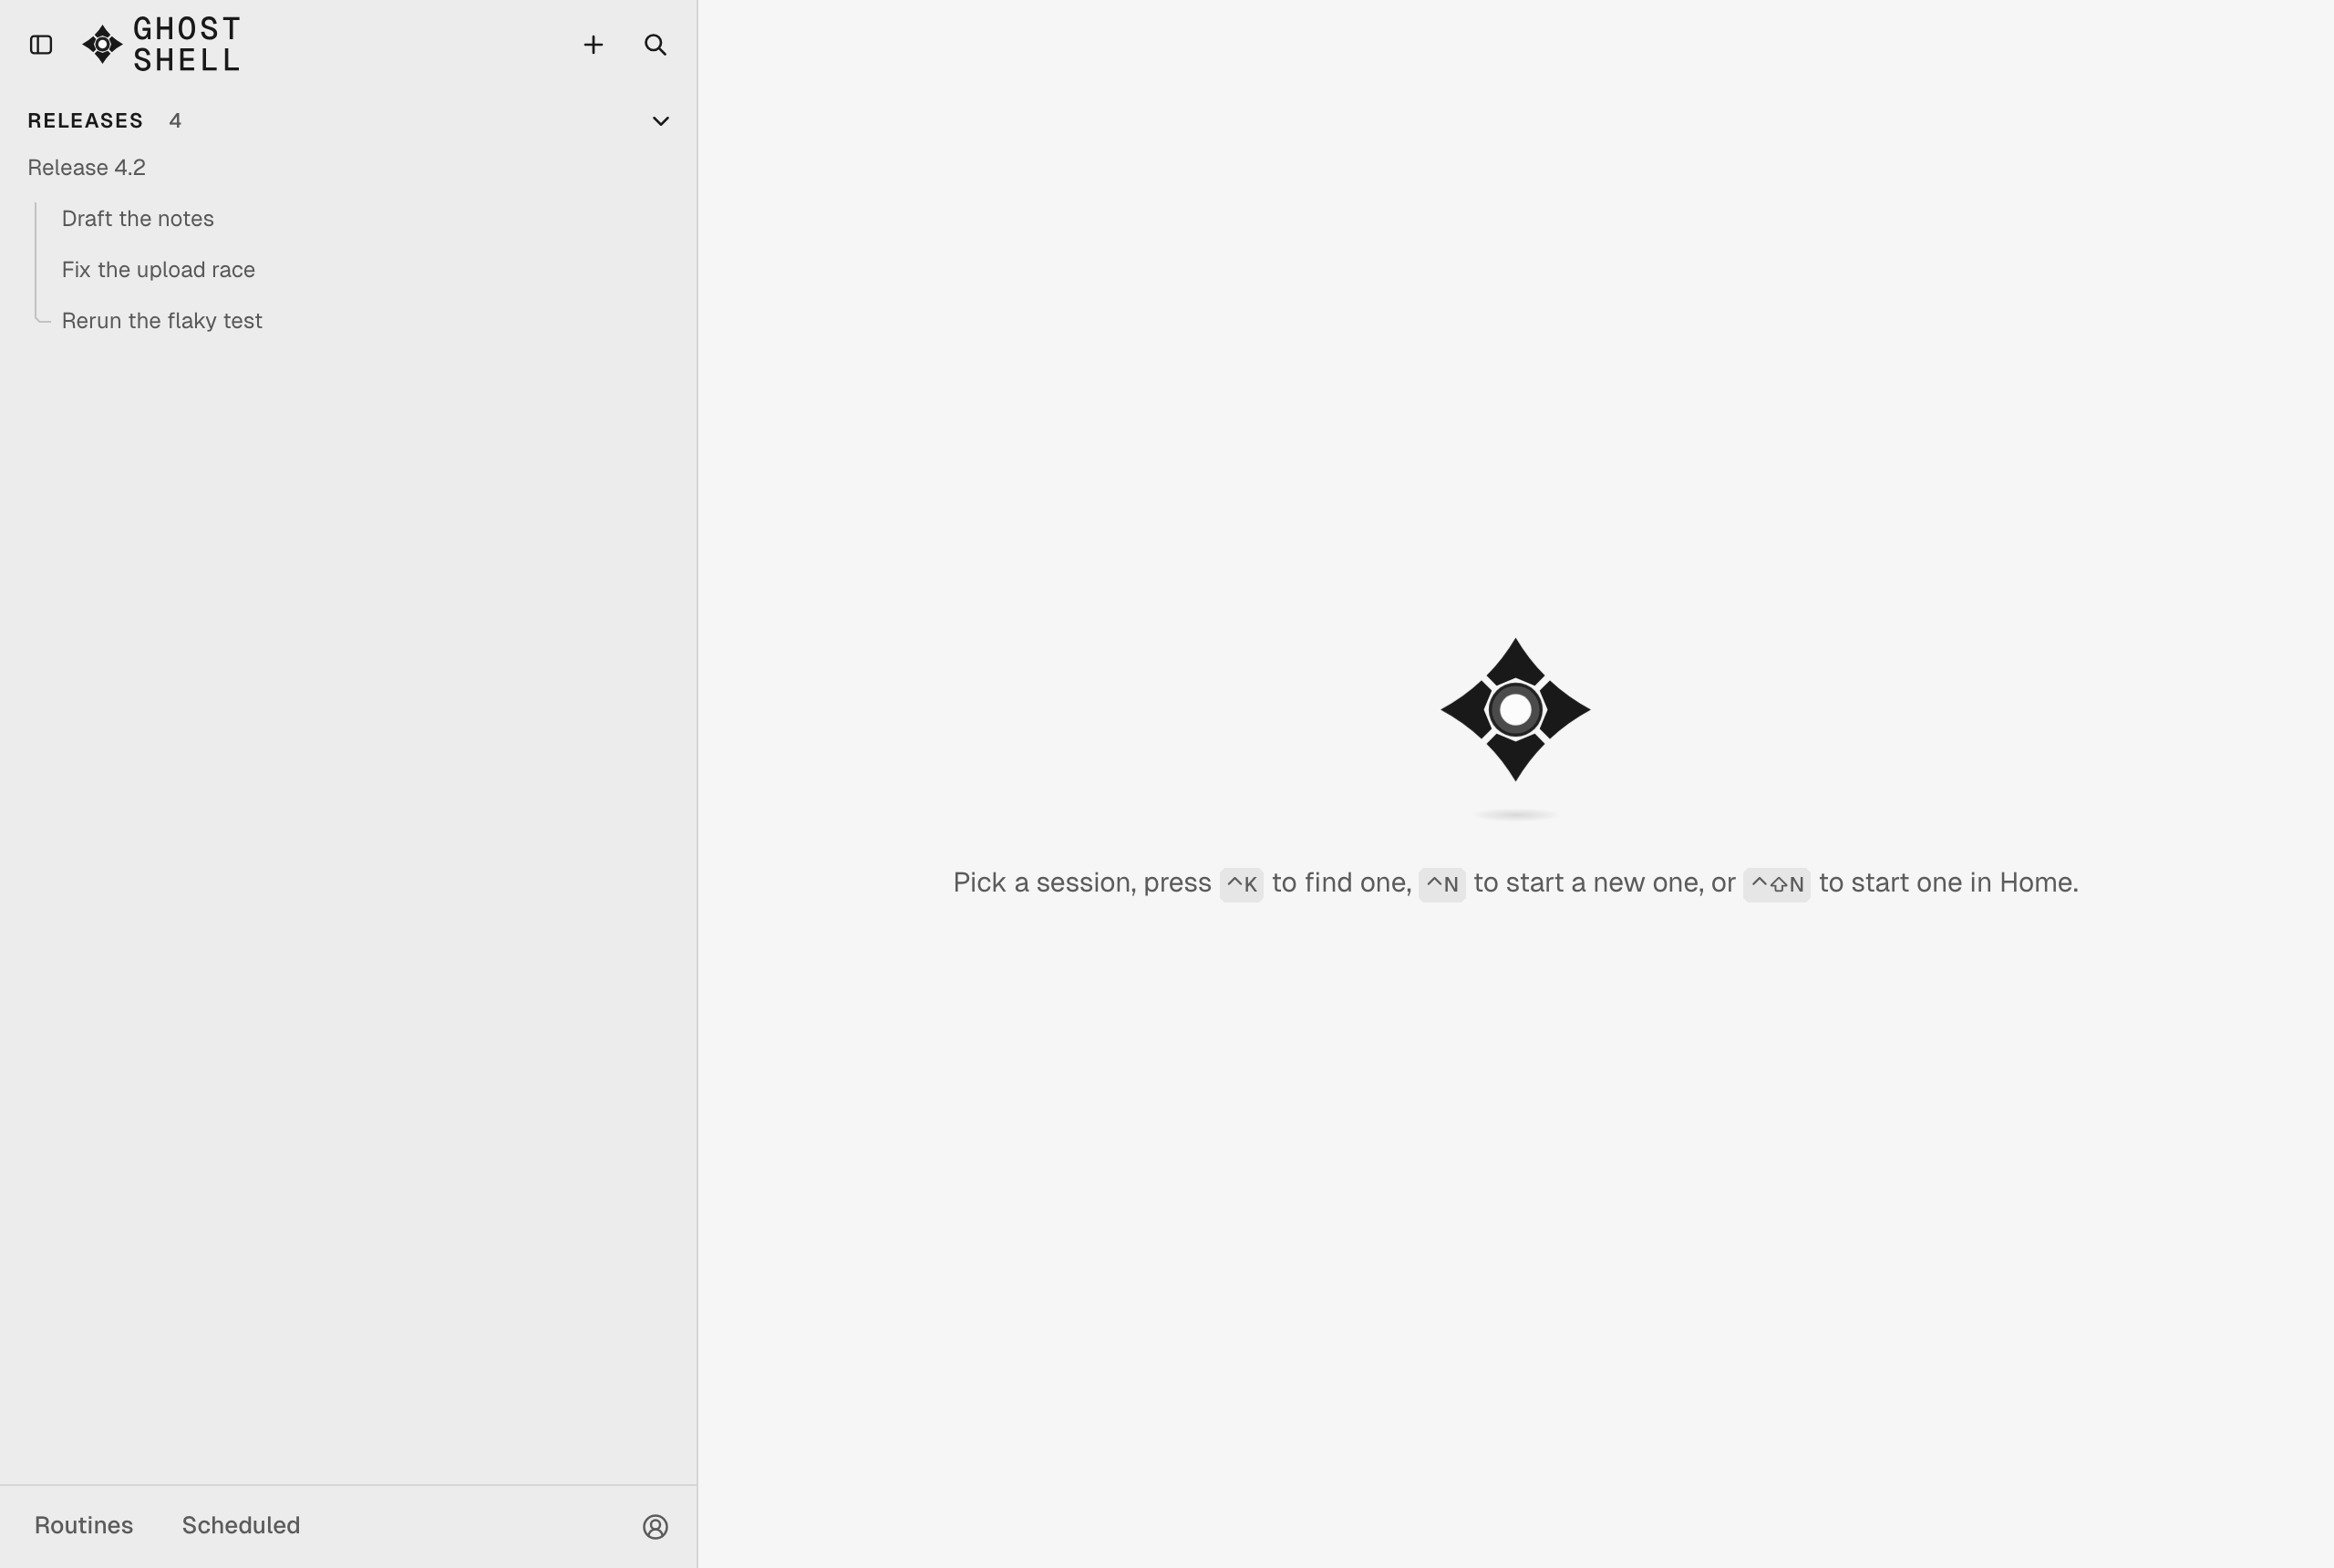 GHOST
SHELL
RELEASES 4
Release 4.2
Draft the notes
Fix the upload race
Rerun the flaky test
Pick a session, press ^K to find one, ^N to start a new one, or ^⇧N to start one in Home.
Routines Scheduled